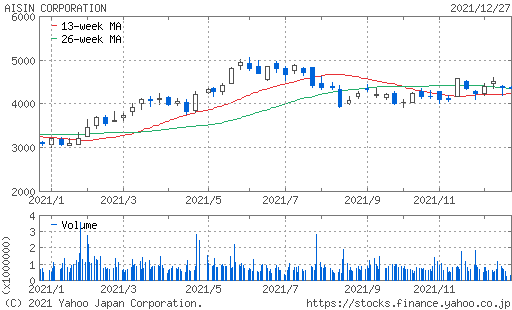 AISIN CORPORATION 2021/12/27
13-week MA
26-week MA
6000
5000
4000
3000
2000
2021/1 2021/3 2021/5 2021/7 2021/9 2021/11
Volume
4
3
2
1
0
(x1000000)
2021/1 2021/3 2021/5 2021/7 2021/9 2021/11
(C) 2021 Yahoo Japan Corporation. https://stocks.finance.yahoo.co.jp